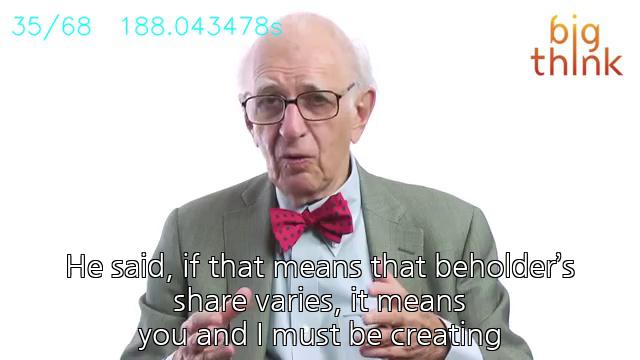 35/68 188.043478s
big
think
He said, if that means that beholder's
share varies, it means
you and I must be creating